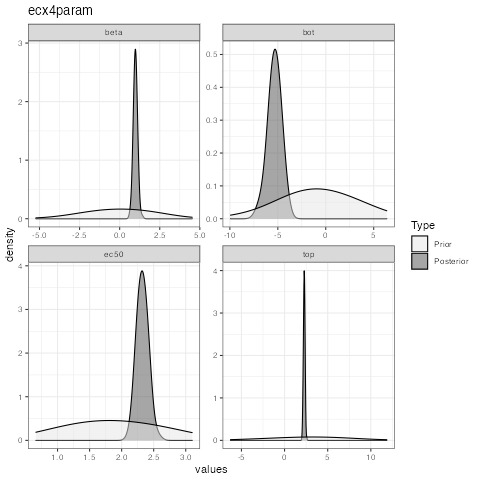 ecx4param
beta
bot
3
2
1
0
0.5
0.4
0.3
0.2
0.1
0.0
-5.0 -2.5 0.0 2.5 5.0
-10 -5 0 5
ec50
top
4
3
2
1
0
4
3
2
1
0
1.0 1.5 2.0 2.5 3.0
-5 0 5 10
values
density
Type
Prior
Posterior